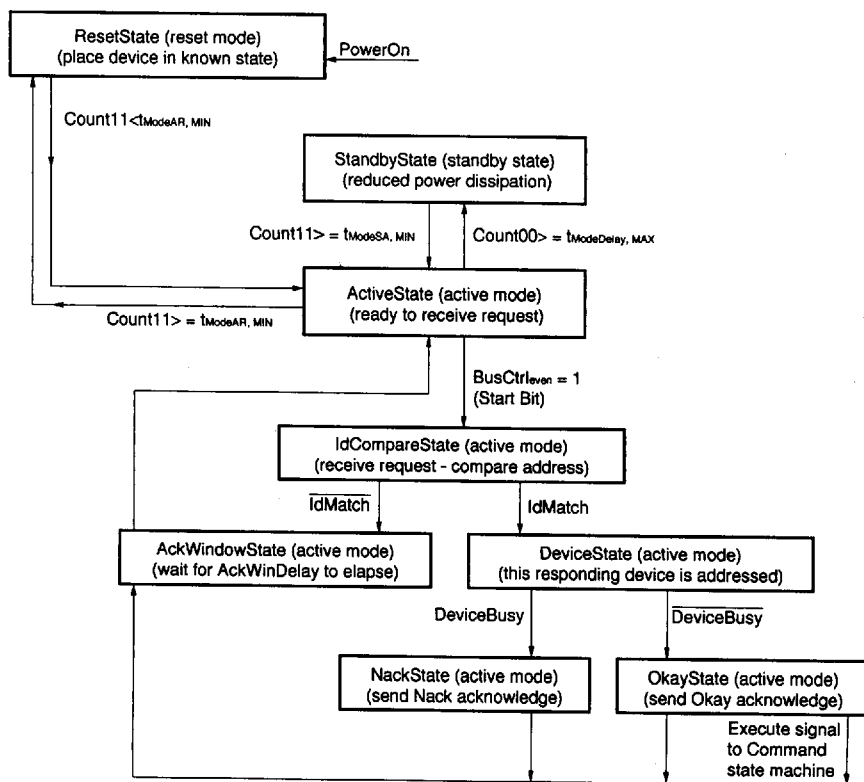 ResetState (reset mode)
(place device in known state)
PowerOn
Count11<tModeAR, MIN
StandbyState (standby state)
(reduced power dissipation)
Count11> = tModeSA, MIN
Count00> = tModeDelay, MAX
ActiveState (active mode)
(ready to receive request)
Count11> = tModeAR, MIN
BusCtrleven = 1
(Start Bit)
IdCompareState (active mode)
(receive request - compare address)
I̅d̅M̅a̅t̅c̅h̅
IdMatch
AckWindowState (active mode)
(wait for AckWinDelay to elapse)
DeviceState (active mode)
(this responding device is addressed)
DeviceBusy
D̅e̅v̅i̅c̅e̅B̅u̅s̅y̅
NackState (active mode)
(send Nack acknowledge)
OkayState (active mode)
(send Okay acknowledge)
Execute signal
to Command
state machine